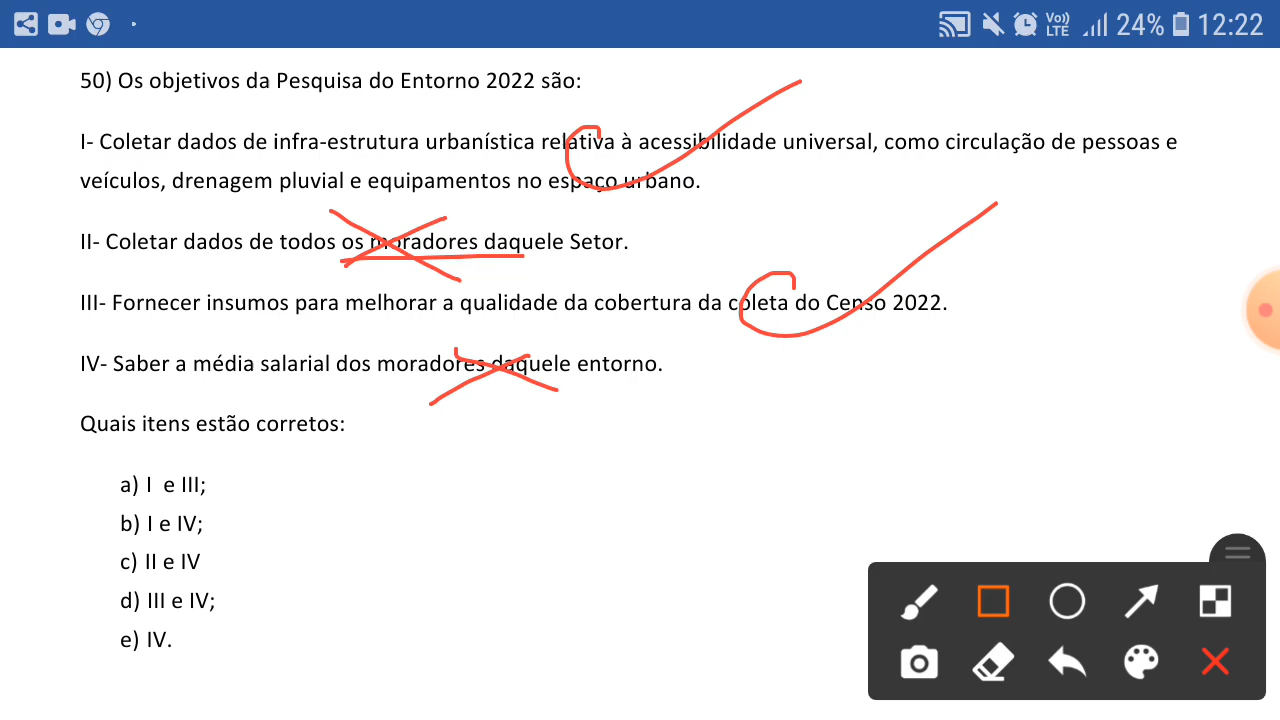 Vo))
LTE
24%
12:22
50) Os objetivos da Pesquisa do Entorno 2022 são:
I- Coletar dados de infra-estrutura urbanística relativa à acessibilidade universal, como circulação de pessoas e
veículos, drenagem pluvial e equipamentos no espaço urbano.
II- Coletar dados de todos os moradores daquele Setor.
III- Fornecer insumos para melhorar a qualidade da cobertura da coleta do Censo 2022.
IV- Saber a média salarial dos moradores daquele entorno.
Quais itens estão corretos:
a) I e III;
b) I e IV;
c) II e IV
d) III e IV;
e) IV.